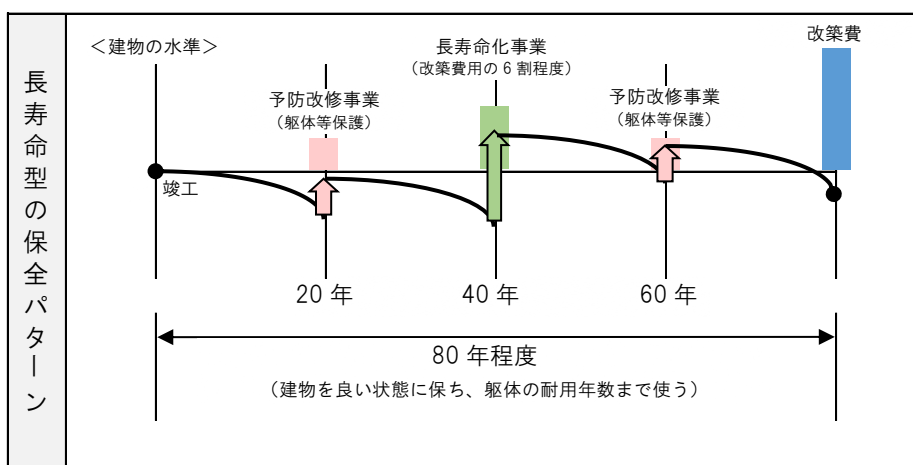 長寿命型の保全パターン
＜建物の水準＞
長寿命化事業
（改築費用の 6 割程度）
改築費
予防改修事業
（躯体等保護）
予防改修事業
（躯体等保護）
竣工
20 年
40 年
60 年
80 年程度
（建物を良い状態に保ち、躯体の耐用年数まで使う）